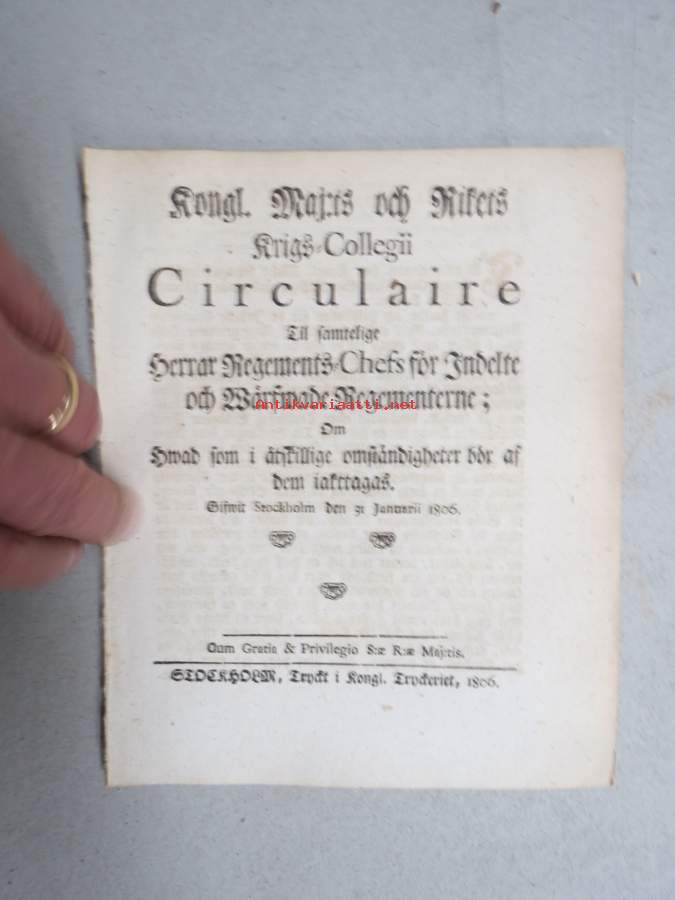 Kongl. Maj:ts och Rikets
Krigs-Collegii
Circulaire
Til samtelige
Herrar Regements-Chefs för Indelte
och Wärfwade Regementerne;
antikvariaatti.net
Om
Hwad som i åtskillige omständigheter bör af
dem iakttagas.
Gifwit Stockholm den 31 Januarii 1806.
Cum Gratia & Privilegio S:æ R:æ Maj:tis.
STOCKHOLM, Tryckt i Kongl. Tryckeriet, 1806.